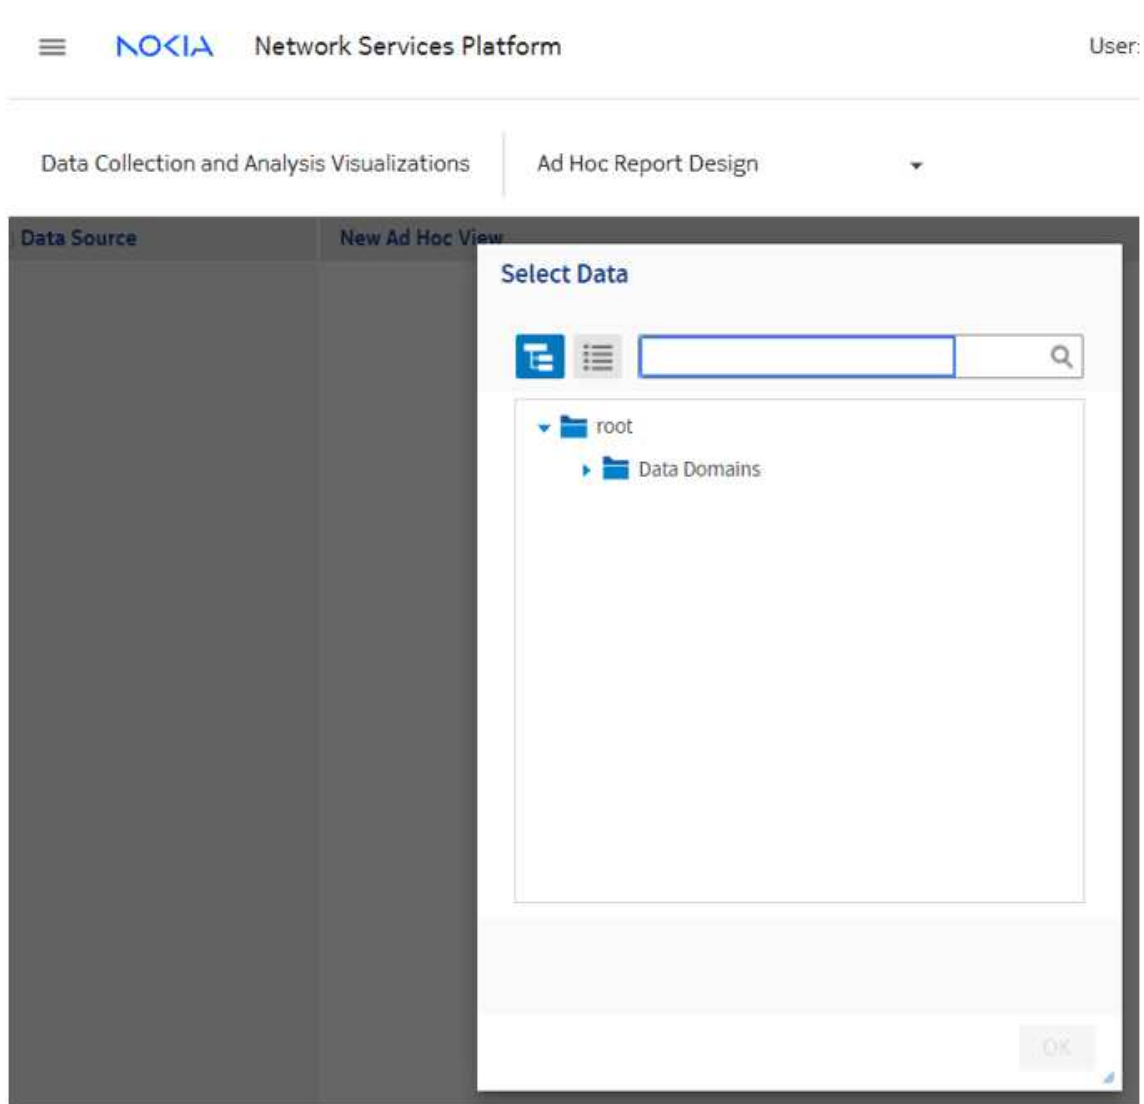 NOKIA Network Services Platform User:
Data Collection and Analysis Visualizations Ad Hoc Report Design
Data Source New Ad Hoc View
Select Data
root
Data Domains
OK